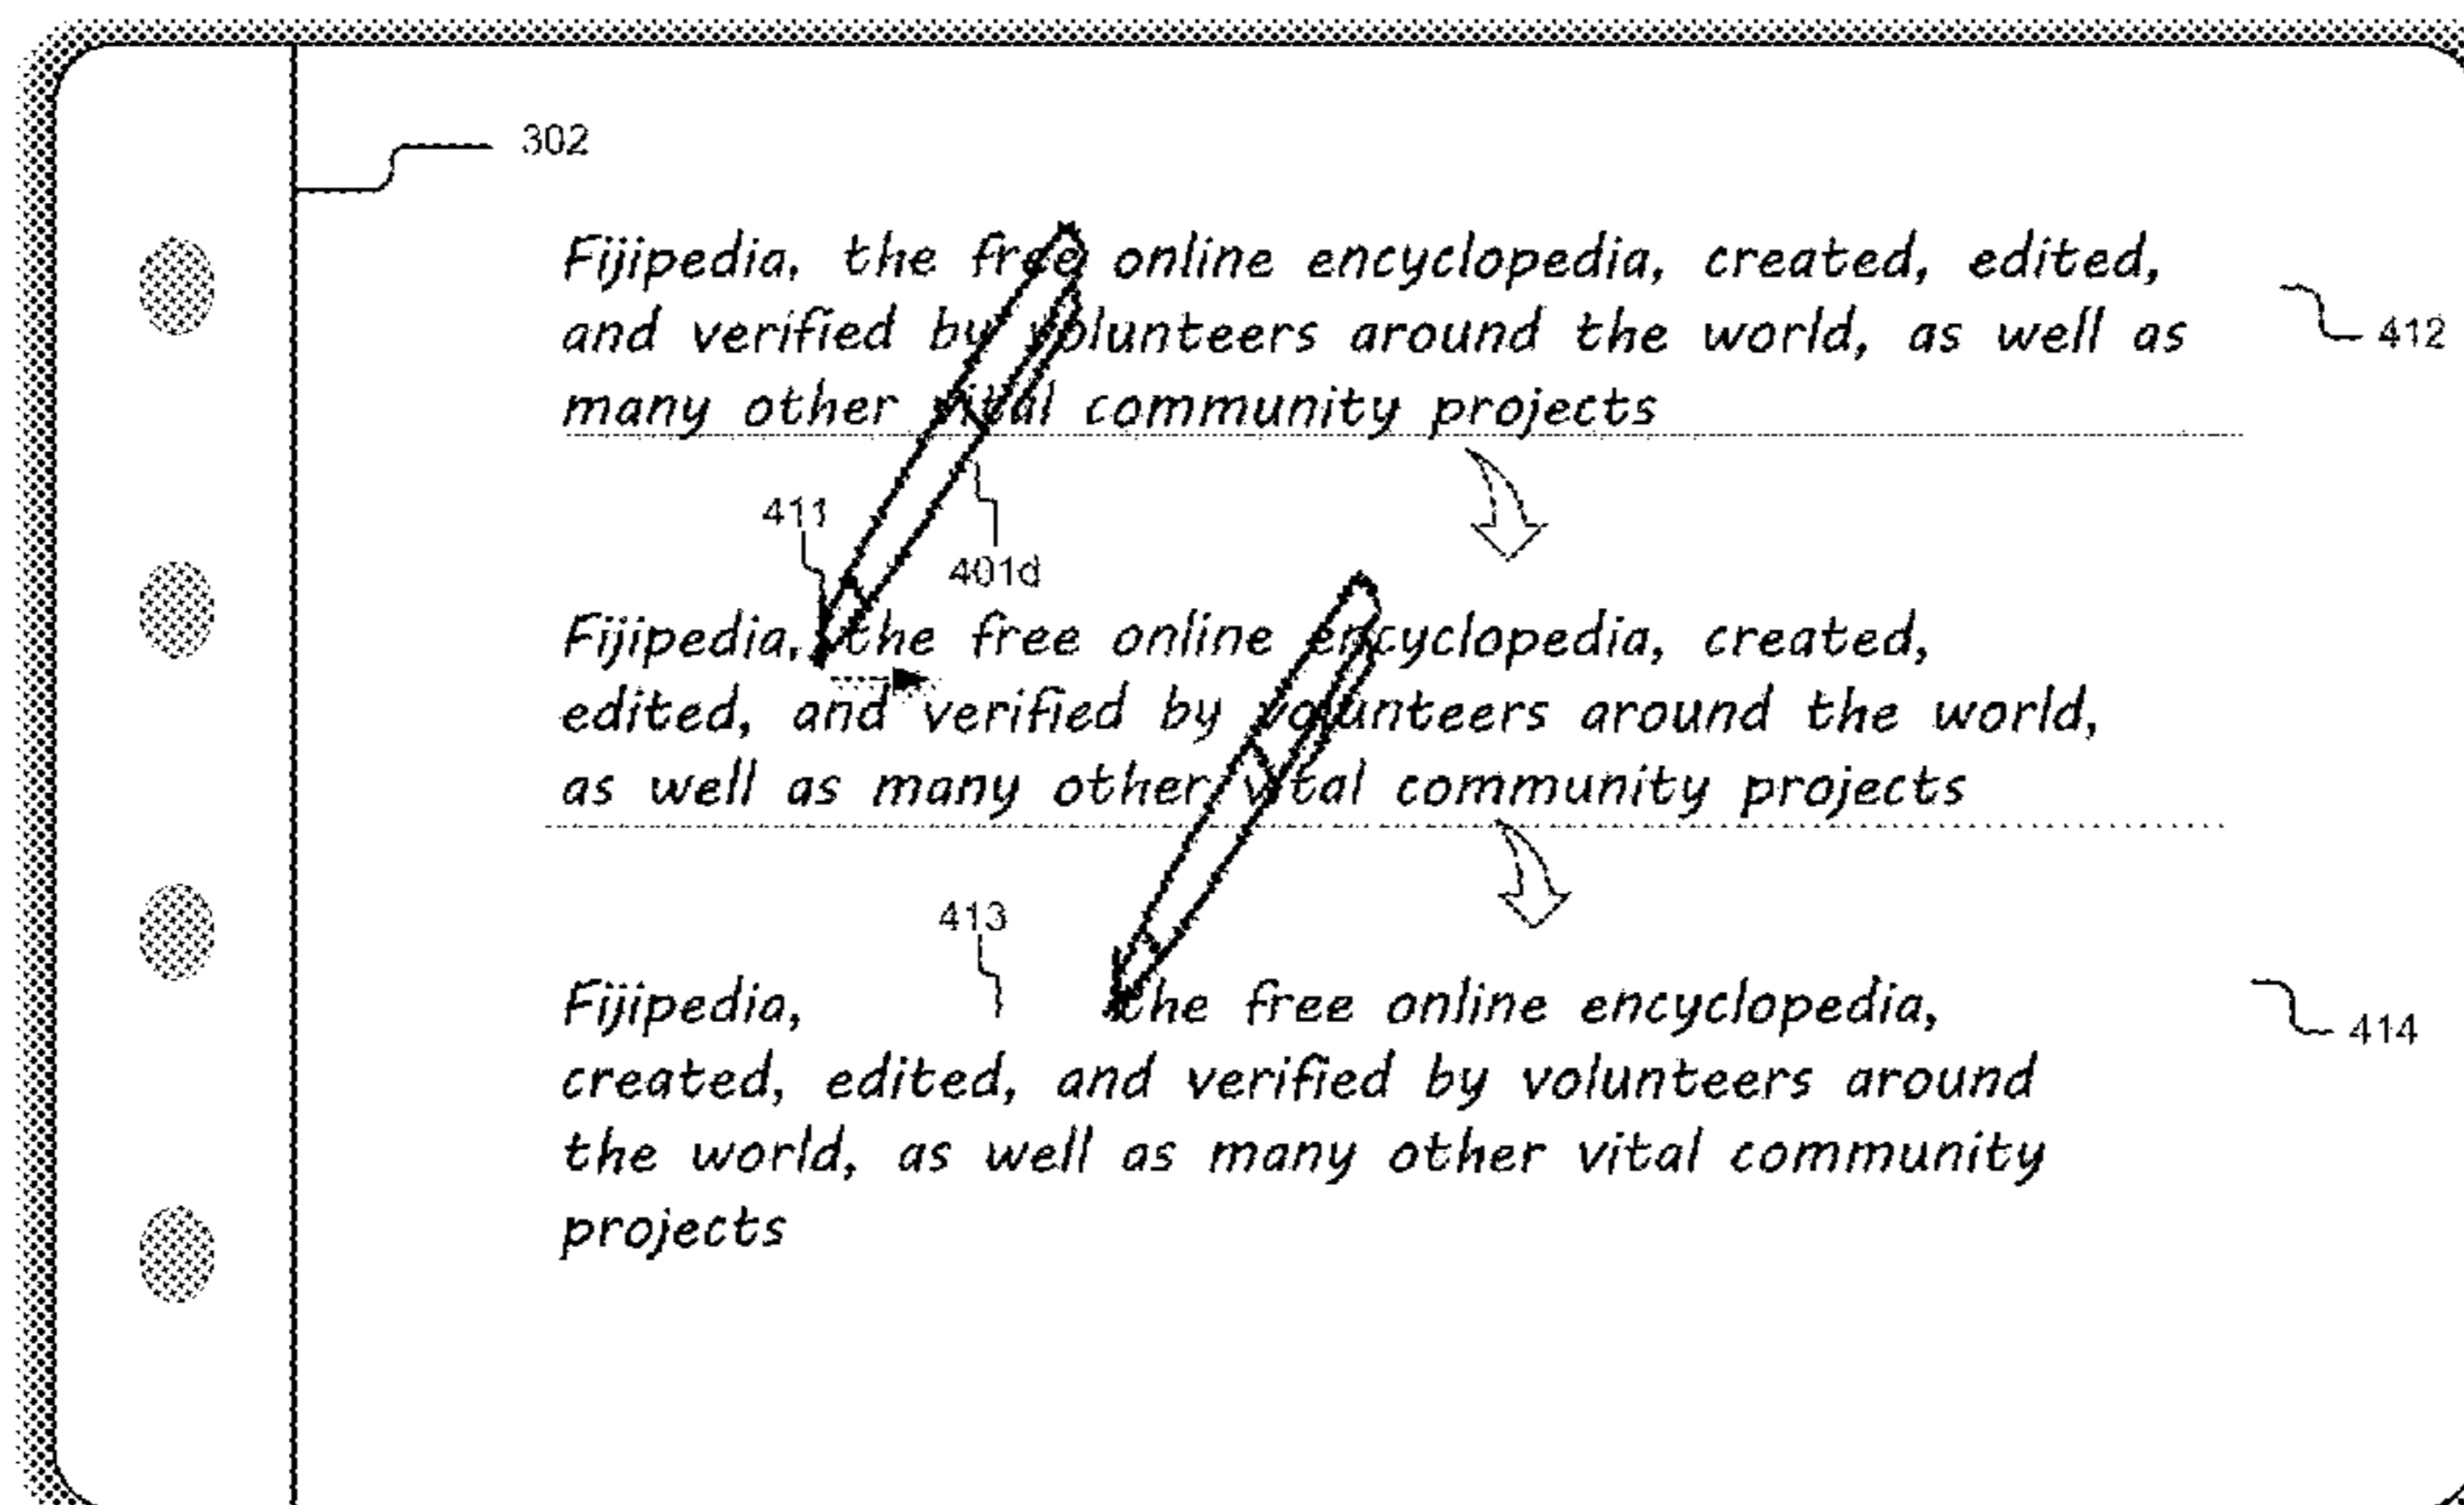 302
Fijipedia, the free online encyclopedia, created, edited,
and verified by volunteers around the world, as well as
412
many other vital community projects
411
401d
Fijipedia, the free online encyclopedia, created,
edited, and verified by volunteers around the world,
as well as many other vital community projects
413
Fijipedia, the free online encyclopedia,
414
created, edited, and verified by volunteers around
the world, as well as many other vital community
projects